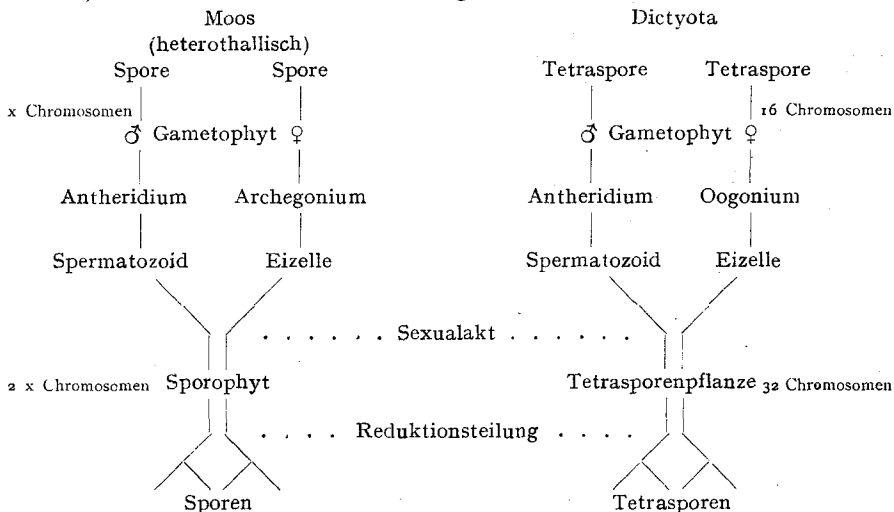 Moos Dictyota
(heterothallisch)
Spore Spore Tetraspore Tetraspore
x Chromosomen 16 Chromosomen
♂ Gametophyt ♀ ♂ Gametophyt ♀
Antheridium Archegonium Antheridium Oogonium
Spermatozoid Eizelle Spermatozoid Eizelle
. . . . . . Sexualakt . . . . . .
2 x Chromosomen Sporophyt Tetrasporenpflanze 32 Chromosomen
. . . . Reduktionsteilung . . . .
Sporen Tetrasporen